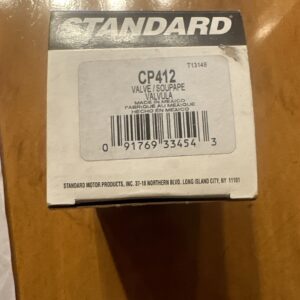 STANDARD
T13148
CP412
VALVE / SOUPAPE
VALVULA
MADE IN MEXICO
FABRIQUE AU MEXIQUE
HECHO EN MEXICO
0 91769 33454 3
STANDARD MOTOR PRODUCTS, INC. 37-18 NORTHERN BLVD. LONG ISLAND CITY, NY 11101